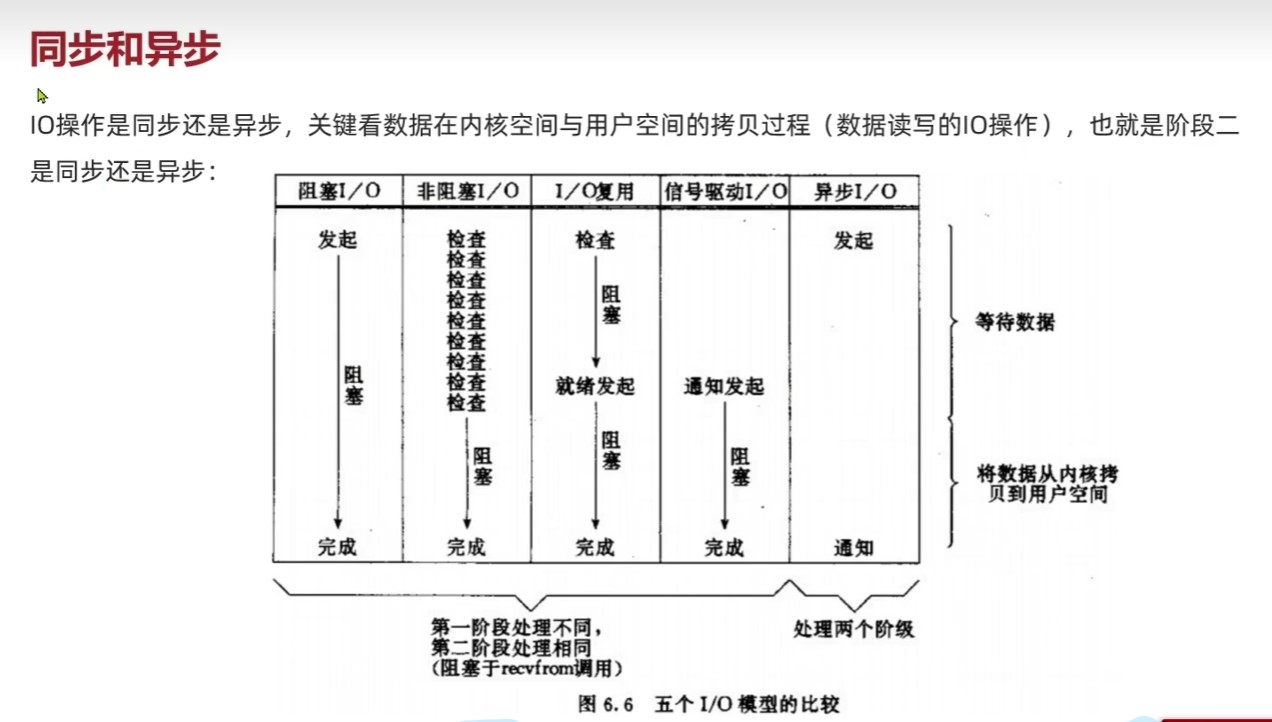 同步和异步
IO操作是同步还是异步，关键看数据在内核空间与用户空间的拷贝过程（数据读写的IO操作），也就是阶段二
是同步还是异步：
阻塞I/O 非阻塞I/O I/O复用 信号驱动I/O 异步I/O
发起 检查 检查 发起
检查
检查
检查
检查
检查
检查
检查
检查
阻塞
阻塞
等待数据
就绪发起 通知发起
阻塞
阻塞
阻塞
将数据从内核拷
贝到用户空间
完成 完成 完成 完成 通知
第一阶段处理不同，
第二阶段处理相同
（阻塞于recvfrom调用）
处理两个阶级
图 6.6 五个 I/O 模型的比较